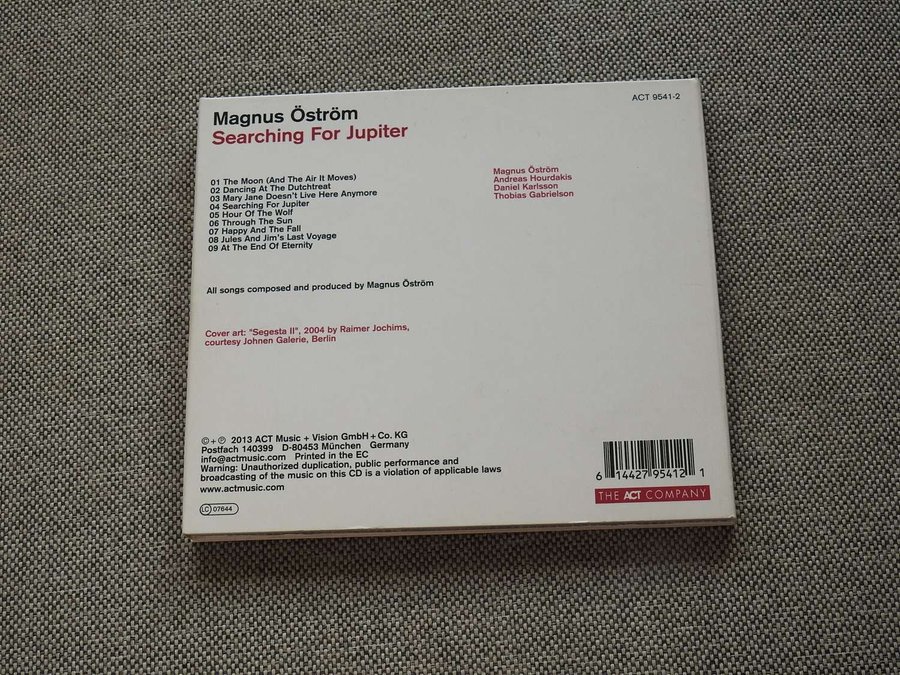 ACT 9541-2
Magnus Öström
Searching For Jupiter
01 The Moon (And The Air It Moves)
02 Dancing At The Dutchtreat
03 Mary Jane Doesn't Live Here Anymore
04 Searching For Jupiter
05 Hour Of The Wolf
06 Through The Sun
07 Happy And The Fall
08 Jules And Jim's Last Voyage
09 At The End Of Eternity
Magnus Öström
Andreas Hourdakis
Daniel Karlsson
Thobias Gabrielson
All songs composed and produced by Magnus Öström
Cover art: "Segesta II", 2004 by Raimer Jochims,
courtesy Johnen Galerie, Berlin
©+℗ 2013 ACT Music + Vision GmbH + Co. KG
Postfach 140399 D-80453 München Germany
info@actmusic.com Printed in the EC
Warning: Unauthorized duplication, public performance and
broadcasting of the music on this CD is a violation of applicable laws
www.actmusic.com
LC 07644
6 14427 95412 1
THE ACT COMPANY